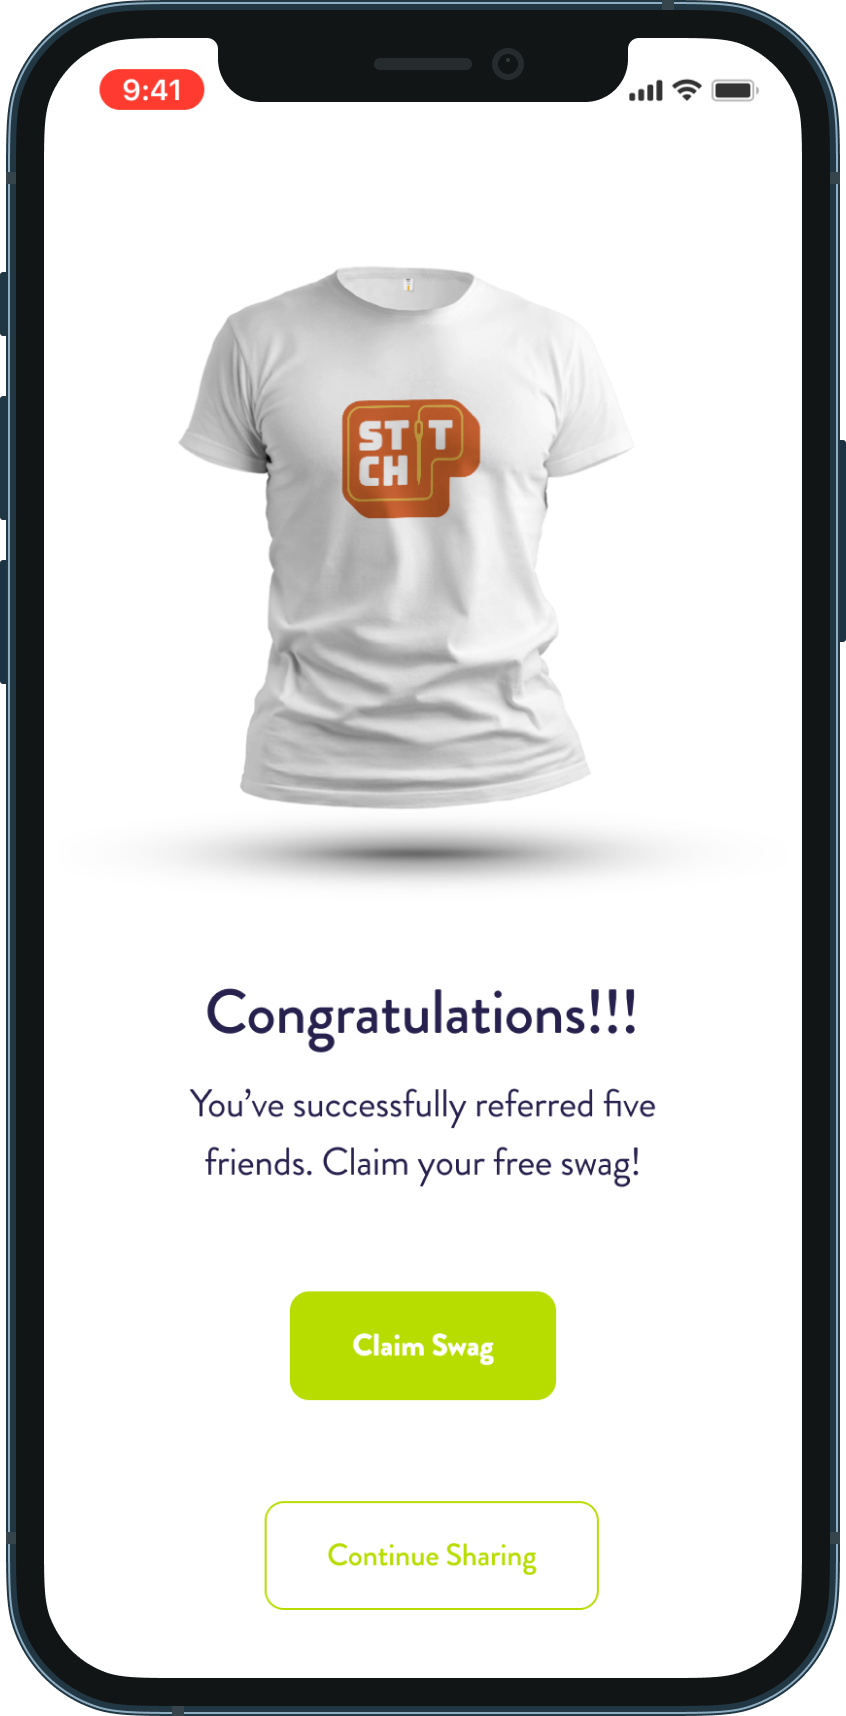 9:41
ST T
CH
Congratulations!!!
You’ve successfully referred five
friends. Claim your free swag!
Claim Swag
Continue Sharing